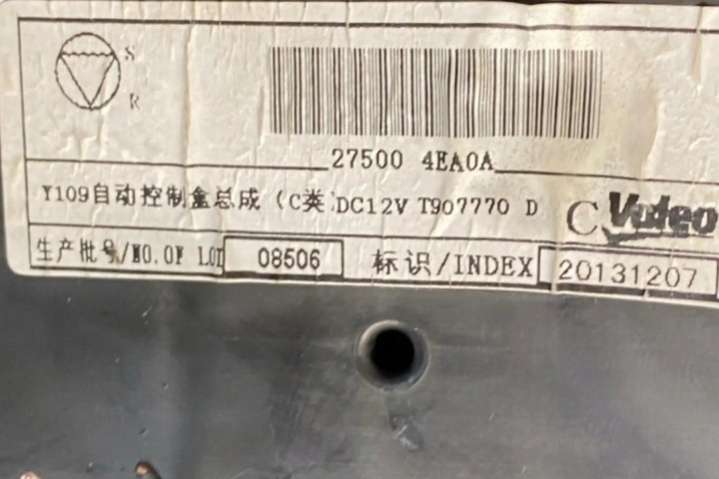 S
R
27500 4EA0A
Y109自动控制盒总成 (C类) DC12V T907770 D C Valeo
生产批号/NO.OF LOT 08506 标识/INDEX 20131207